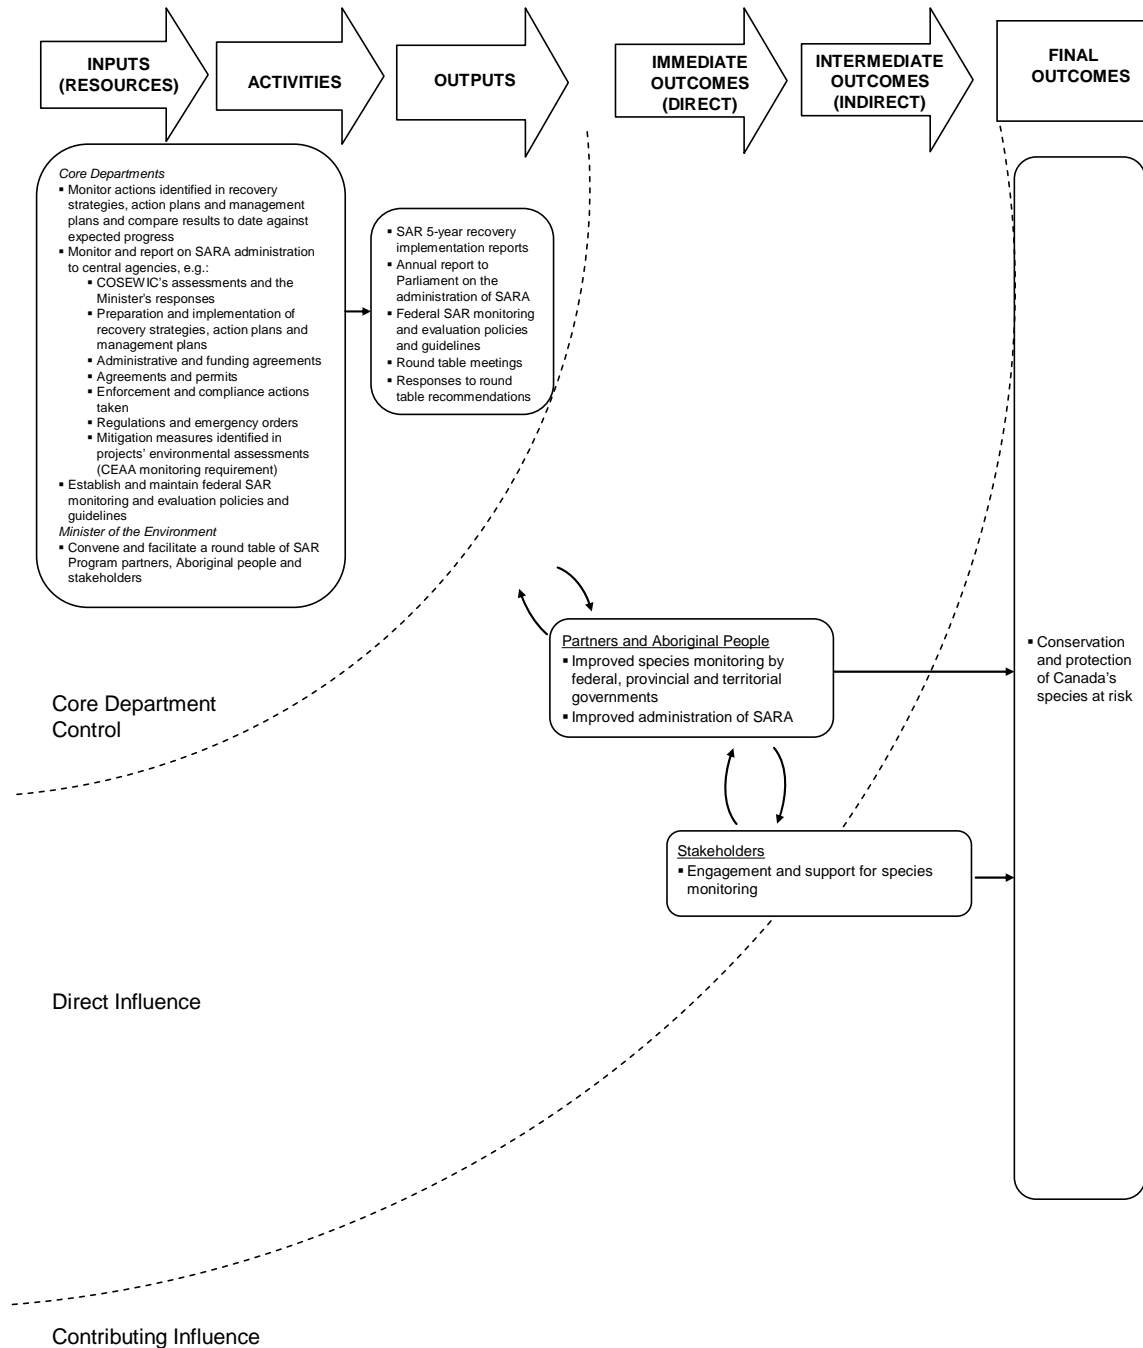 INPUTS
(RESOURCES)
ACTIVITIES
OUTPUTS
IMMEDIATE
OUTCOMES
(DIRECT)
INTERMEDIATE
OUTCOMES
(INDIRECT)
FINAL
OUTCOMES
Core Departments
▪ Monitor actions identified in recovery
strategies, action plans and management
plans and compare results to date against
expected progress
▪ Monitor and report on SARA administration
to central agencies, e.g.:
▪ COSEWIC's assessments and the
Minister's responses
▪ Preparation and implementation of
recovery strategies, action plans and
management plans
▪ Administrative and funding agreements
▪ Agreements and permits
▪ Enforcement and compliance actions
taken
▪ Regulations and emergency orders
▪ Mitigation measures identified in
projects' environmental assessments
(CEAA monitoring requirement)
▪ Establish and maintain federal SAR
monitoring and evaluation policies and
guidelines
Minister of the Environment
▪ Convene and facilitate a round table of SAR
Program partners, Aboriginal people and
stakeholders
▪ SAR 5-year recovery
implementation reports
▪ Annual report to
Parliament on the
administration of SARA
▪ Federal SAR monitoring
and evaluation policies
and guidelines
▪ Round table meetings
▪ Responses to round
table recommendations
Partners and Aboriginal People
▪ Improved species monitoring by
federal, provincial and territorial
governments
▪ Improved administration of SARA
▪ Conservation
and protection
of Canada's
species at risk
Core Department
Control
Stakeholders
▪ Engagement and support for species
monitoring
Direct Influence
Contributing Influence